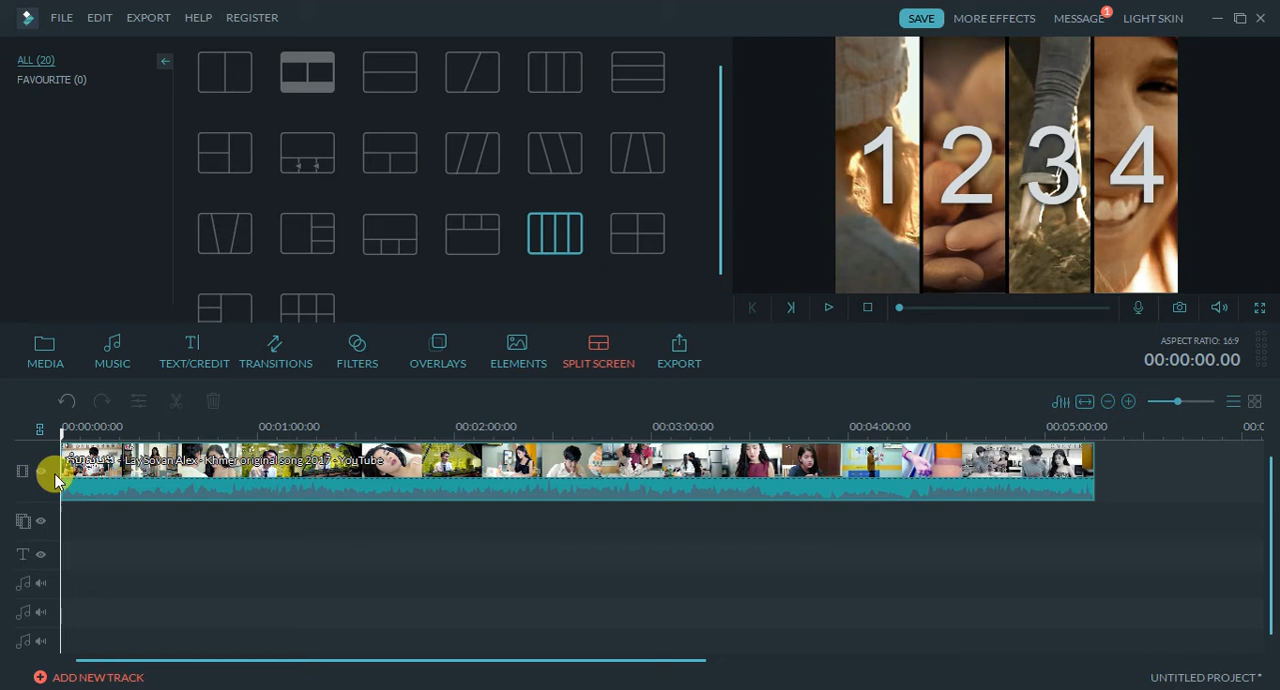 FILE EDIT EXPORT HELP REGISTER
SAVE MORE EFFECTS MESSAGE 1 LIGHT SKIN
ALL (20)
FAVOURITE (0)
1 2 3 4
MEDIA MUSIC TEXT/CREDIT TRANSITIONS FILTERS OVERLAYS ELEMENTS SPLIT SCREEN EXPORT
ASPECT RATIO: 16:9
00:00:00.00
00:00:00:00 00:01:00:00 00:02:00:00 00:03:00:00 00:04:00:00 00:05:00:00 00:0
- Lay Sovan Alex - Khmer original song 2017 - YouTube
ADD NEW TRACK
UNTITLED PROJECT*